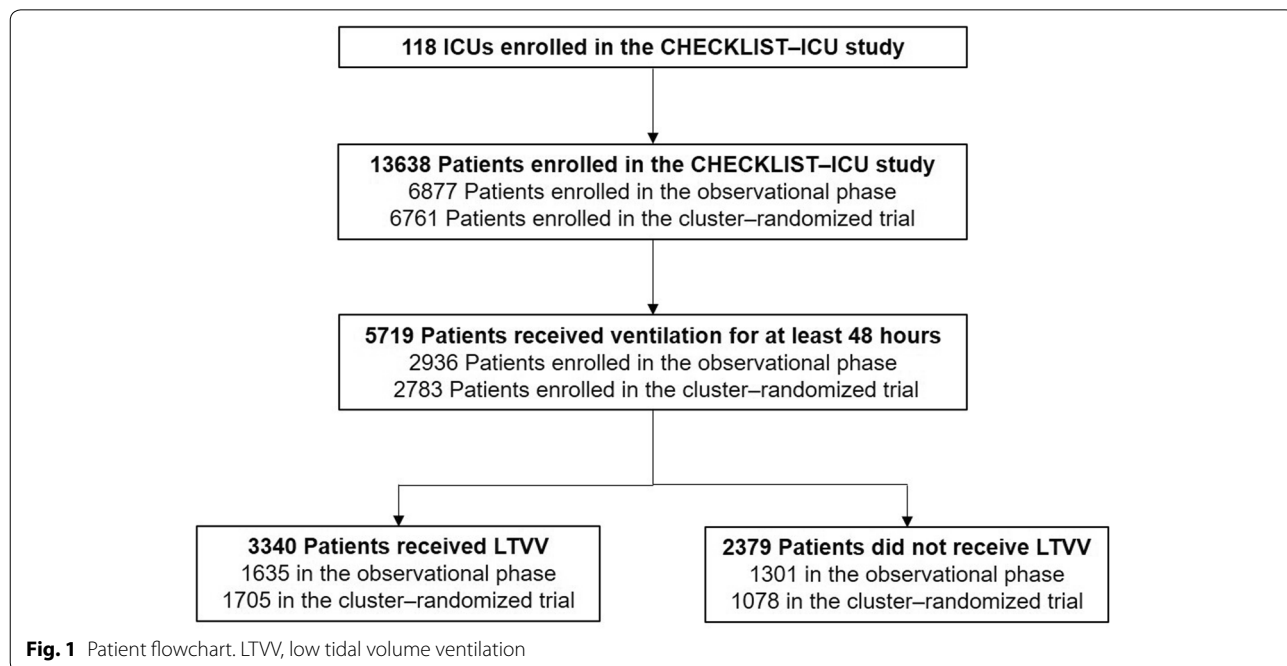 118 ICUs enrolled in the CHECKLIST–ICU study
13638 Patients enrolled in the CHECKLIST–ICU study
6877 Patients enrolled in the observational phase
6761 Patients enrolled in the cluster–randomized trial
5719 Patients received ventilation for at least 48 hours
2936 Patients enrolled in the observational phase
2783 Patients enrolled in the cluster–randomized trial
3340 Patients received LTVV
1635 in the observational phase
1705 in the cluster–randomized trial
2379 Patients did not receive LTVV
1301 in the observational phase
1078 in the cluster–randomized trial
Fig. 1 Patient flowchart. LTVV, low tidal volume ventilation